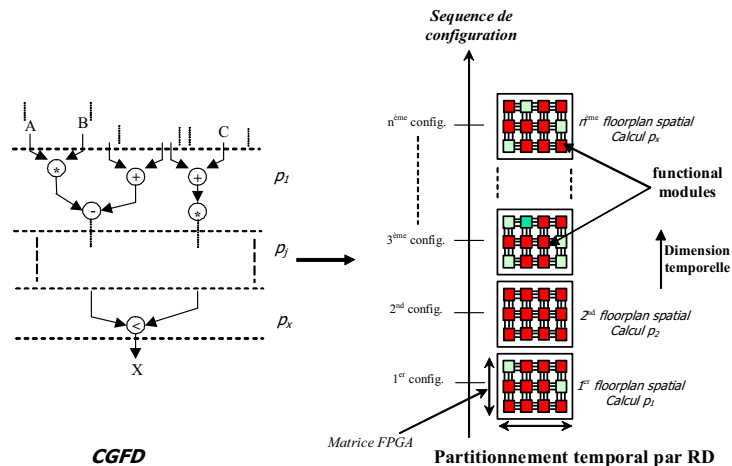 Sequence de
configuration
A
B
C
*
+
+
-
*
p1
pj
<
px
X
CGFD
nème config.
nème floorplan spatial
Calcul px
functional
modules
3ème config.
Dimension
temporelle
2nd config.
2nd floorplan spatial
Calcul p2
1er config.
1er floorplan spatial
Calcul p1
Matrice FPGA
Partitionnement temporal par RD